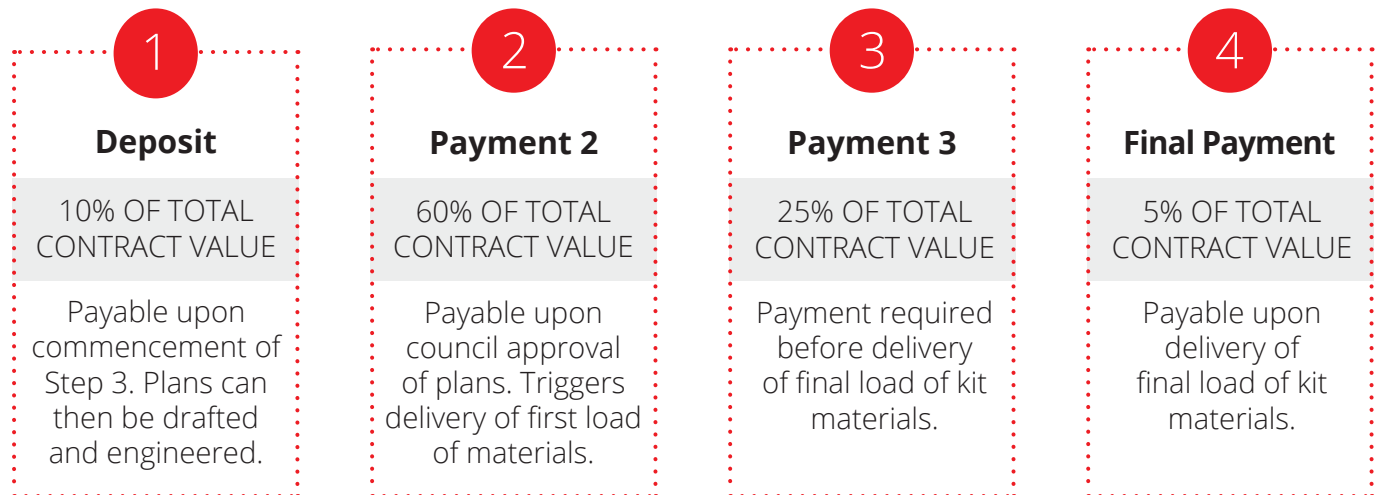 1
Deposit
10% OF TOTAL
CONTRACT VALUE
Payable upon
commencement of
Step 3. Plans can
then be drafted
and engineered.
2
Payment 2
60% OF TOTAL
CONTRACT VALUE
Payable upon
council approval
of plans. Triggers
delivery of first load
of materials.
3
Payment 3
25% OF TOTAL
CONTRACT VALUE
Payment required
before delivery
of final load of kit
materials.
4
Final Payment
5% OF TOTAL
CONTRACT VALUE
Payable upon
delivery of
final load of kit
materials.